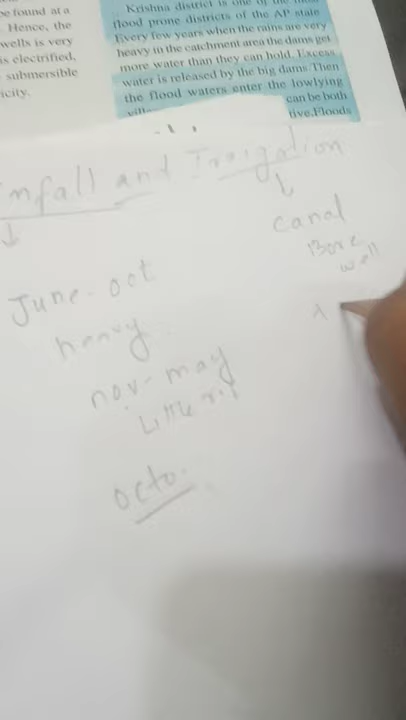 be found at a
Hence, the
wells is very
is electrified,
submersible
icity.
Krishna district is one of the
flood prone districts of the AP state
Every few years when the rains are very
heavy in the catchment area the dams get
more water than they can hold. Excess
water is released by the big dams. Then
the flood waters enter the lowlying
can be both
tive. Floods
nfall and Irrigation
June - oct
heavy
nov - may
Little
octo.
canal
Bore
well